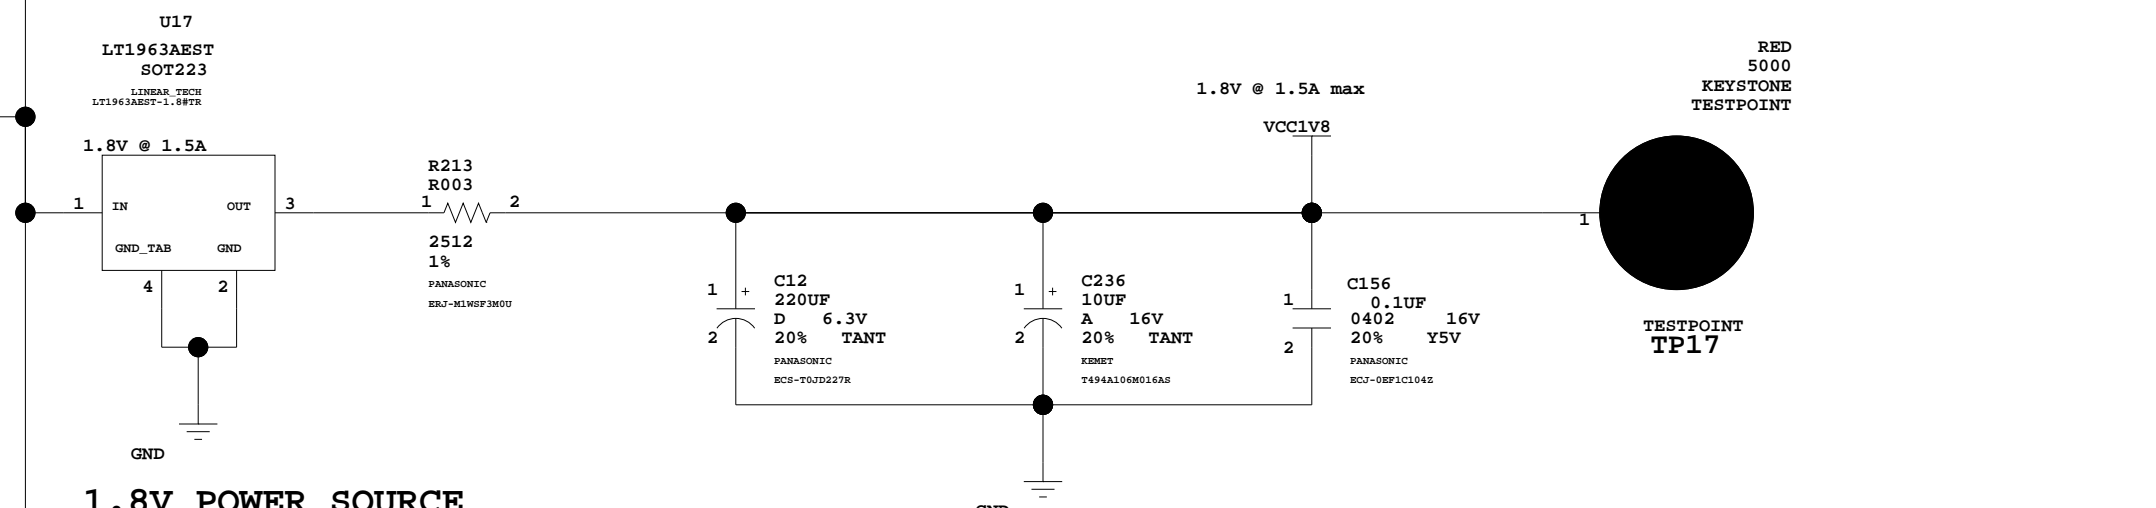 U17
LT1963AEST
SOT223
LINEAR_TECH
LT1963AEST-1.8#TR
1.8V @ 1.5A
1 IN OUT 3
GND_TAB GND
4 2
GND
1.8V POWER SOURCE
R213
R003
1 2
2512
1%
PANASONIC
ERJ-M1WSF3M0U
C12
1 + 220UF
D 6.3V
2 20% TANT
PANASONIC
ECS-T0JD227R
C236
1 + 10UF
A 16V
2 20% TANT
KEMET
T494A106M016AS
GND
1.8V @ 1.5A max
VCC1V8
C156
1 0.1UF
0402 16V
2 20% Y5V
PANASONIC
ECJ-0EF1C104Z
RED
5000
KEYSTONE
TESTPOINT
1
TESTPOINT
TP17